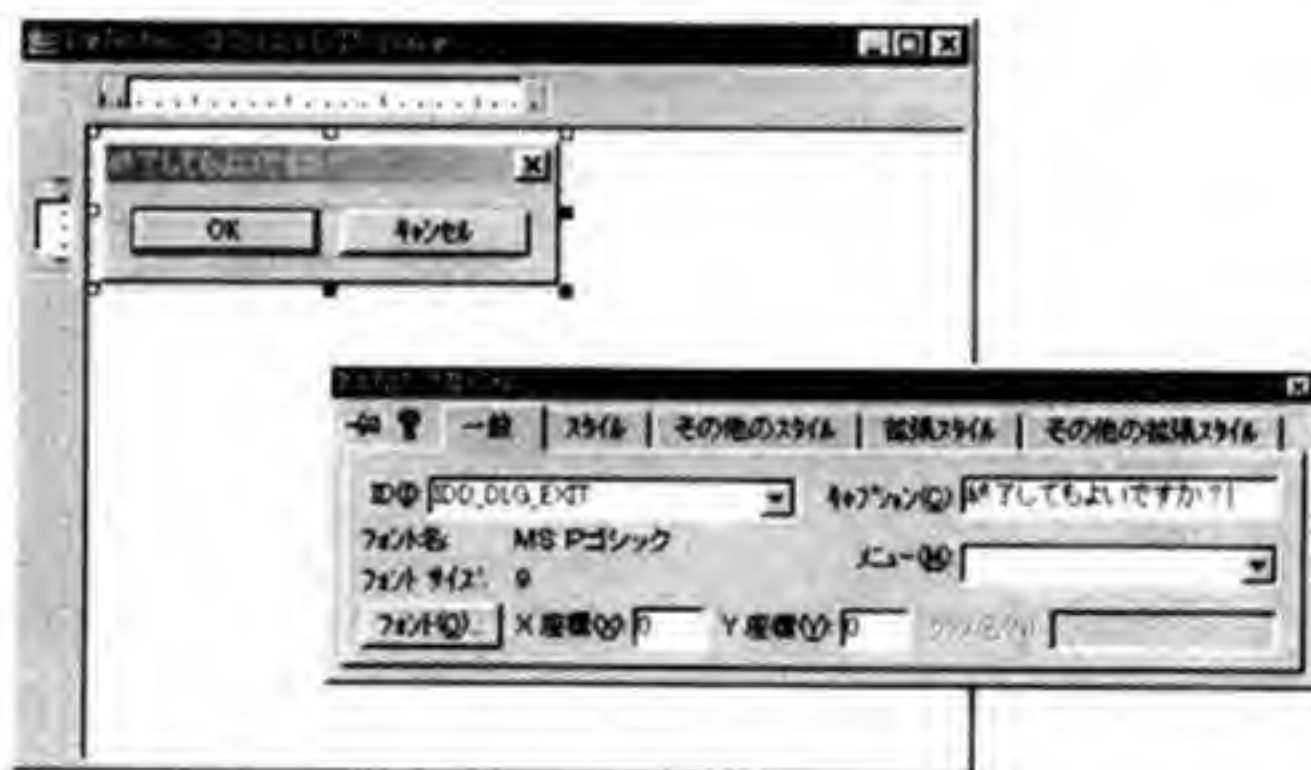 終了してもよいですか?
OK
キャンセル
一般
スタイル
その他のスタイル
拡張スタイル
その他の拡張スタイル
ID(I):
IDD_DLG_EXIT
キャプション(C):
終了してもよいですか?
フォント名:
MS Pゴシック
メニュー(M):
フォント サイズ:
9
フォント(O)...
X 座標(X):
0
Y 座標(Y):
0